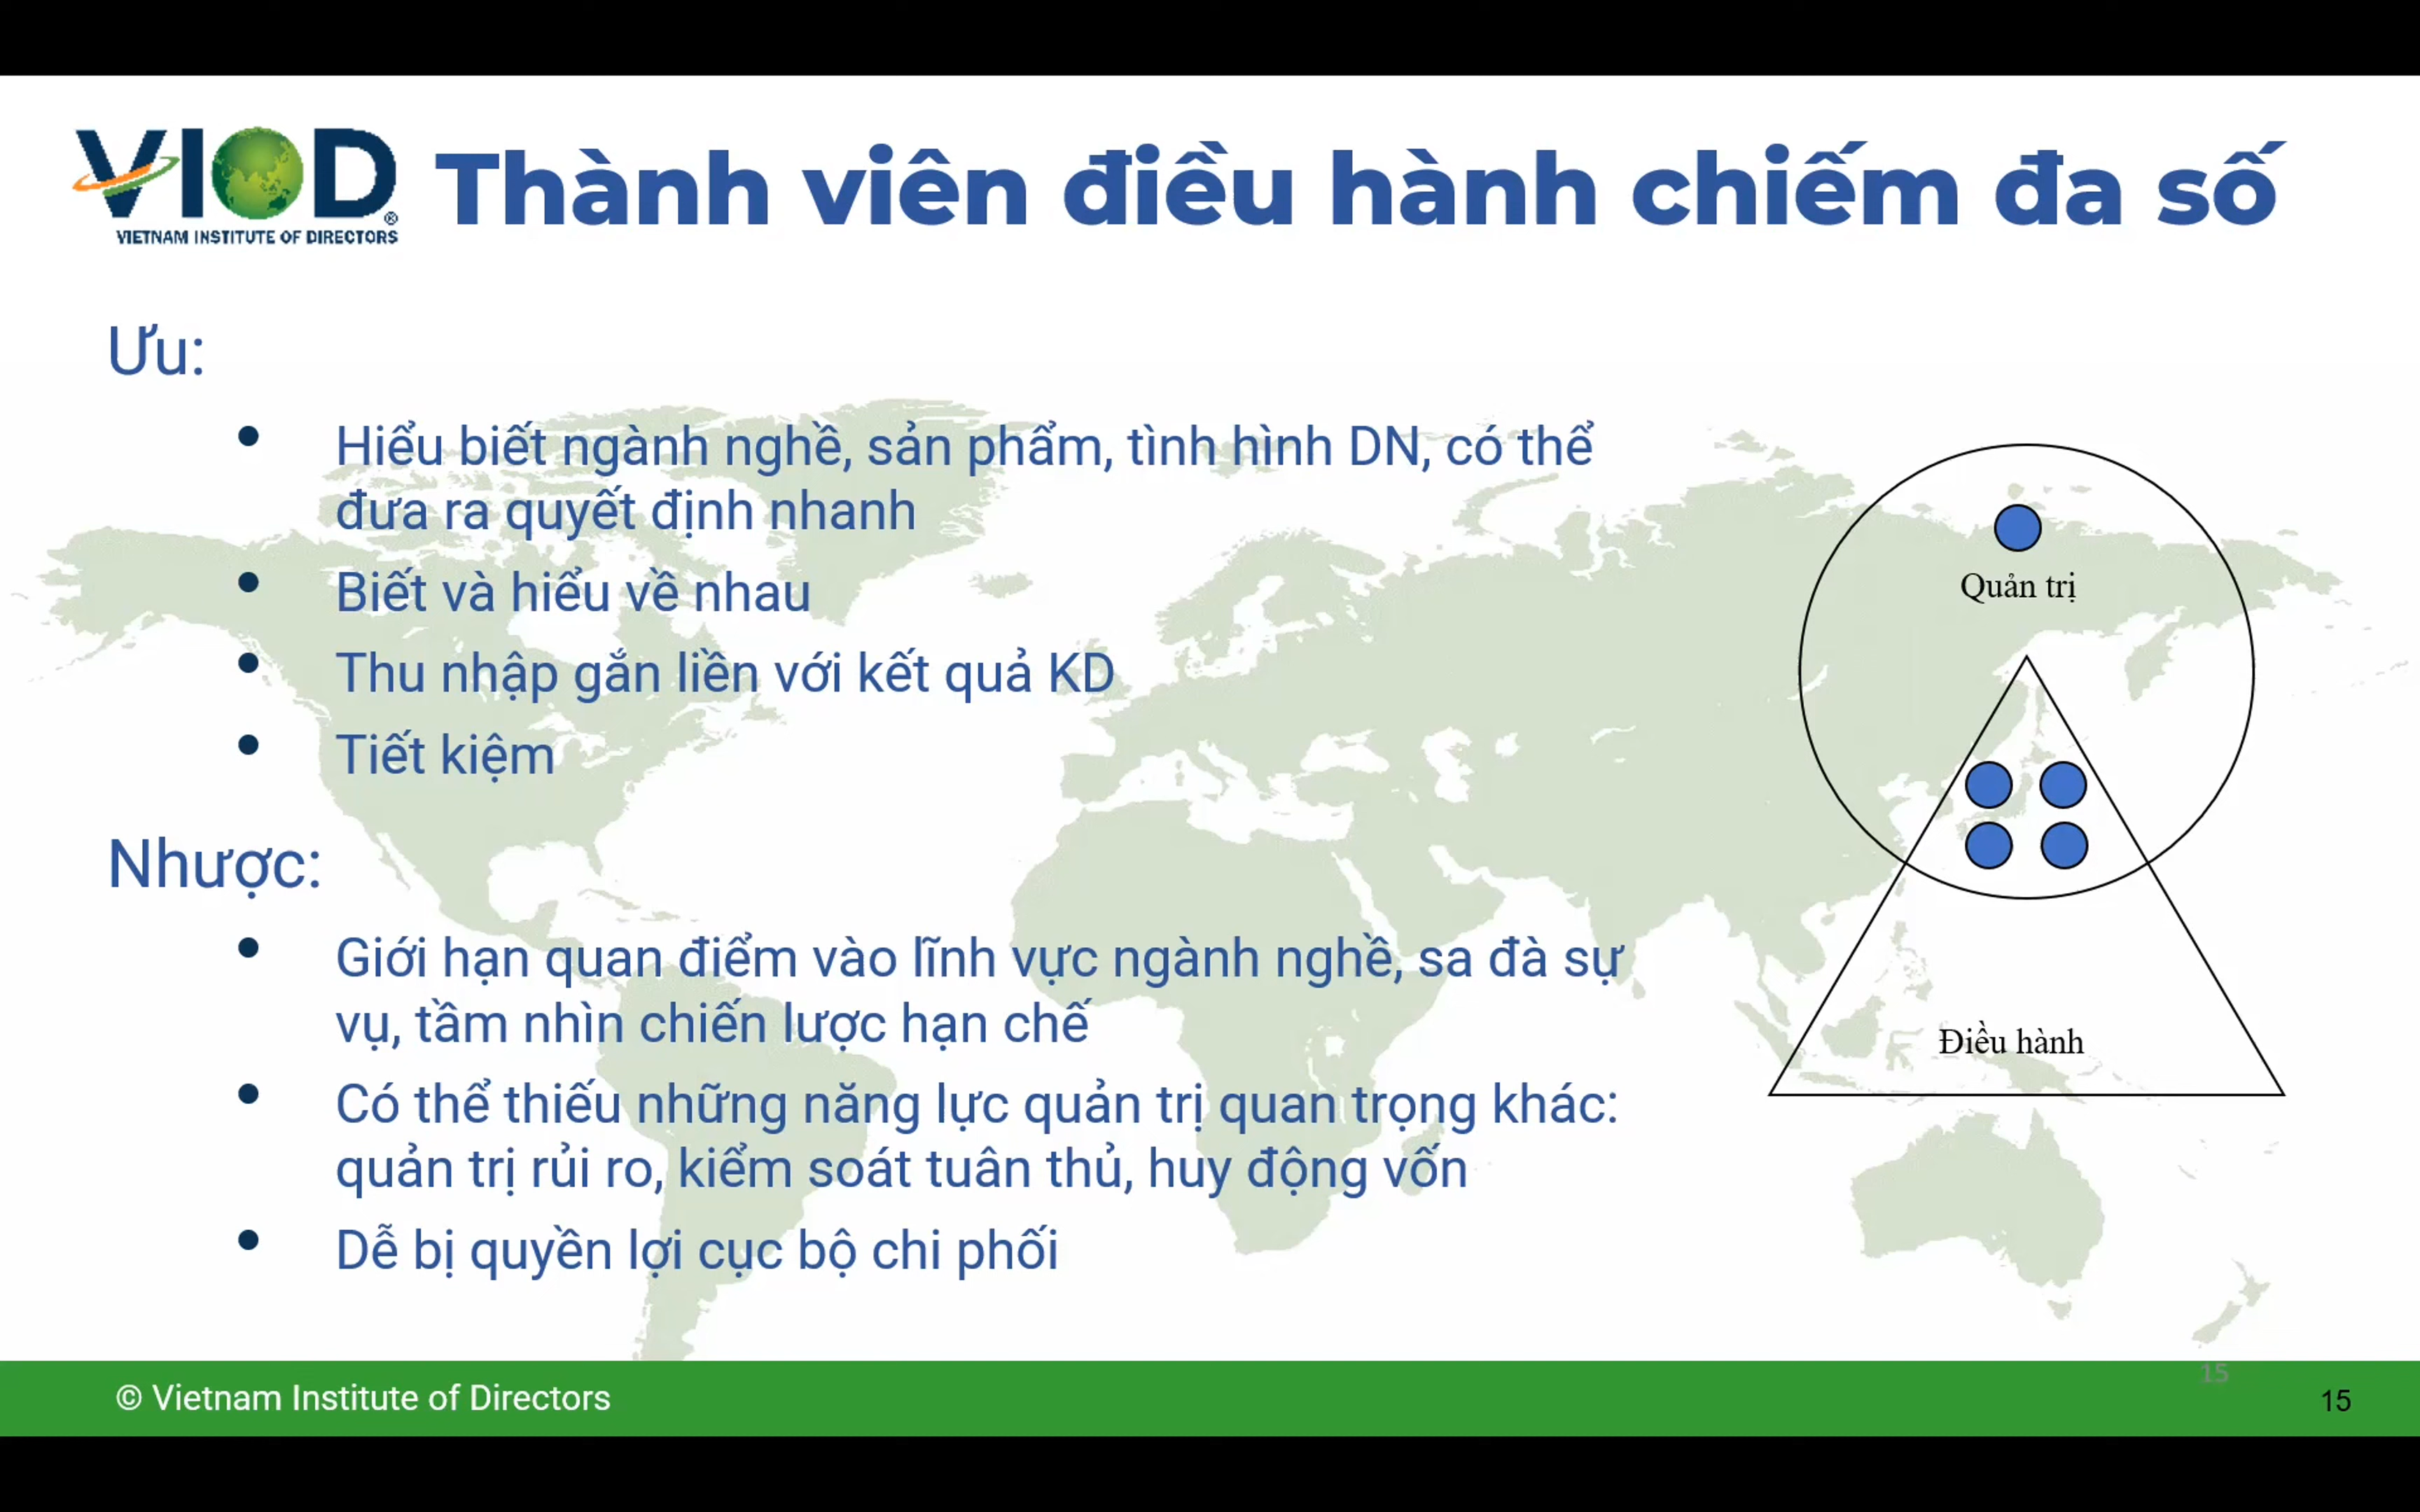 VIOD®
VIETNAM INSTITUTE OF DIRECTORS
Thành viên điều hành chiếm đa số
Ưu:
• Hiểu biết ngành nghề, sản phẩm, tình hình DN, có thể
đưa ra quyết định nhanh
• Biết và hiểu về nhau
• Thu nhập gắn liền với kết quả KD
• Tiết kiệm
Nhược:
• Giới hạn quan điểm vào lĩnh vực ngành nghề, sa đà sự
vụ, tầm nhìn chiến lược hạn chế
• Có thể thiếu những năng lực quản trị quan trọng khác:
quản trị rủi ro, kiểm soát tuân thủ, huy động vốn
• Dễ bị quyền lợi cục bộ chi phối
Quản trị
Điều hành
© Vietnam Institute of Directors
15
15